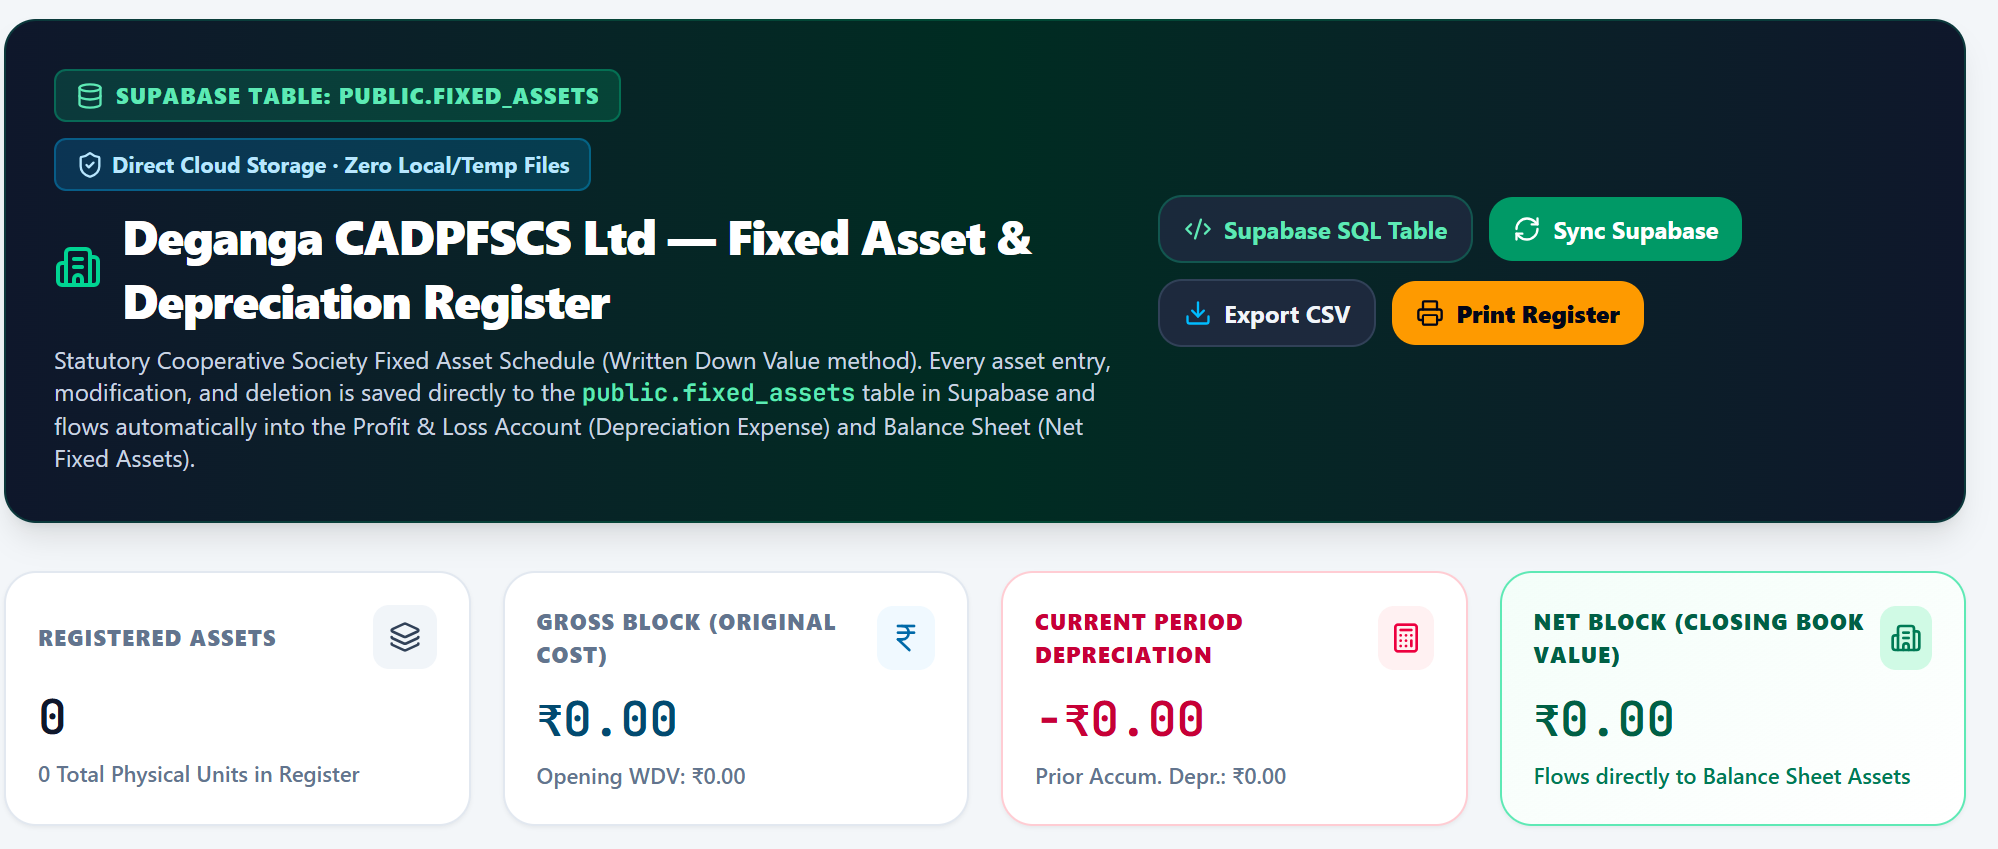 SUPABASE TABLE: PUBLIC.FIXED_ASSETS
Direct Cloud Storage · Zero Local/Temp Files
Deganga CADPFSCS Ltd — Fixed Asset &
Depreciation Register
Statutory Cooperative Society Fixed Asset Schedule (Written Down Value method). Every asset entry,
modification, and deletion is saved directly to the public.fixed_assets table in Supabase and
flows automatically into the Profit & Loss Account (Depreciation Expense) and Balance Sheet (Net
Fixed Assets).
Supabase SQL Table
Sync Supabase
Export CSV
Print Register
REGISTERED ASSETS
0
0 Total Physical Units in Register
GROSS BLOCK (ORIGINAL
COST)
₹0.00
Opening WDV: ₹0.00
CURRENT PERIOD
DEPRECIATION
-₹0.00
Prior Accum. Depr.: ₹0.00
NET BLOCK (CLOSING BOOK
VALUE)
₹0.00
Flows directly to Balance Sheet Assets